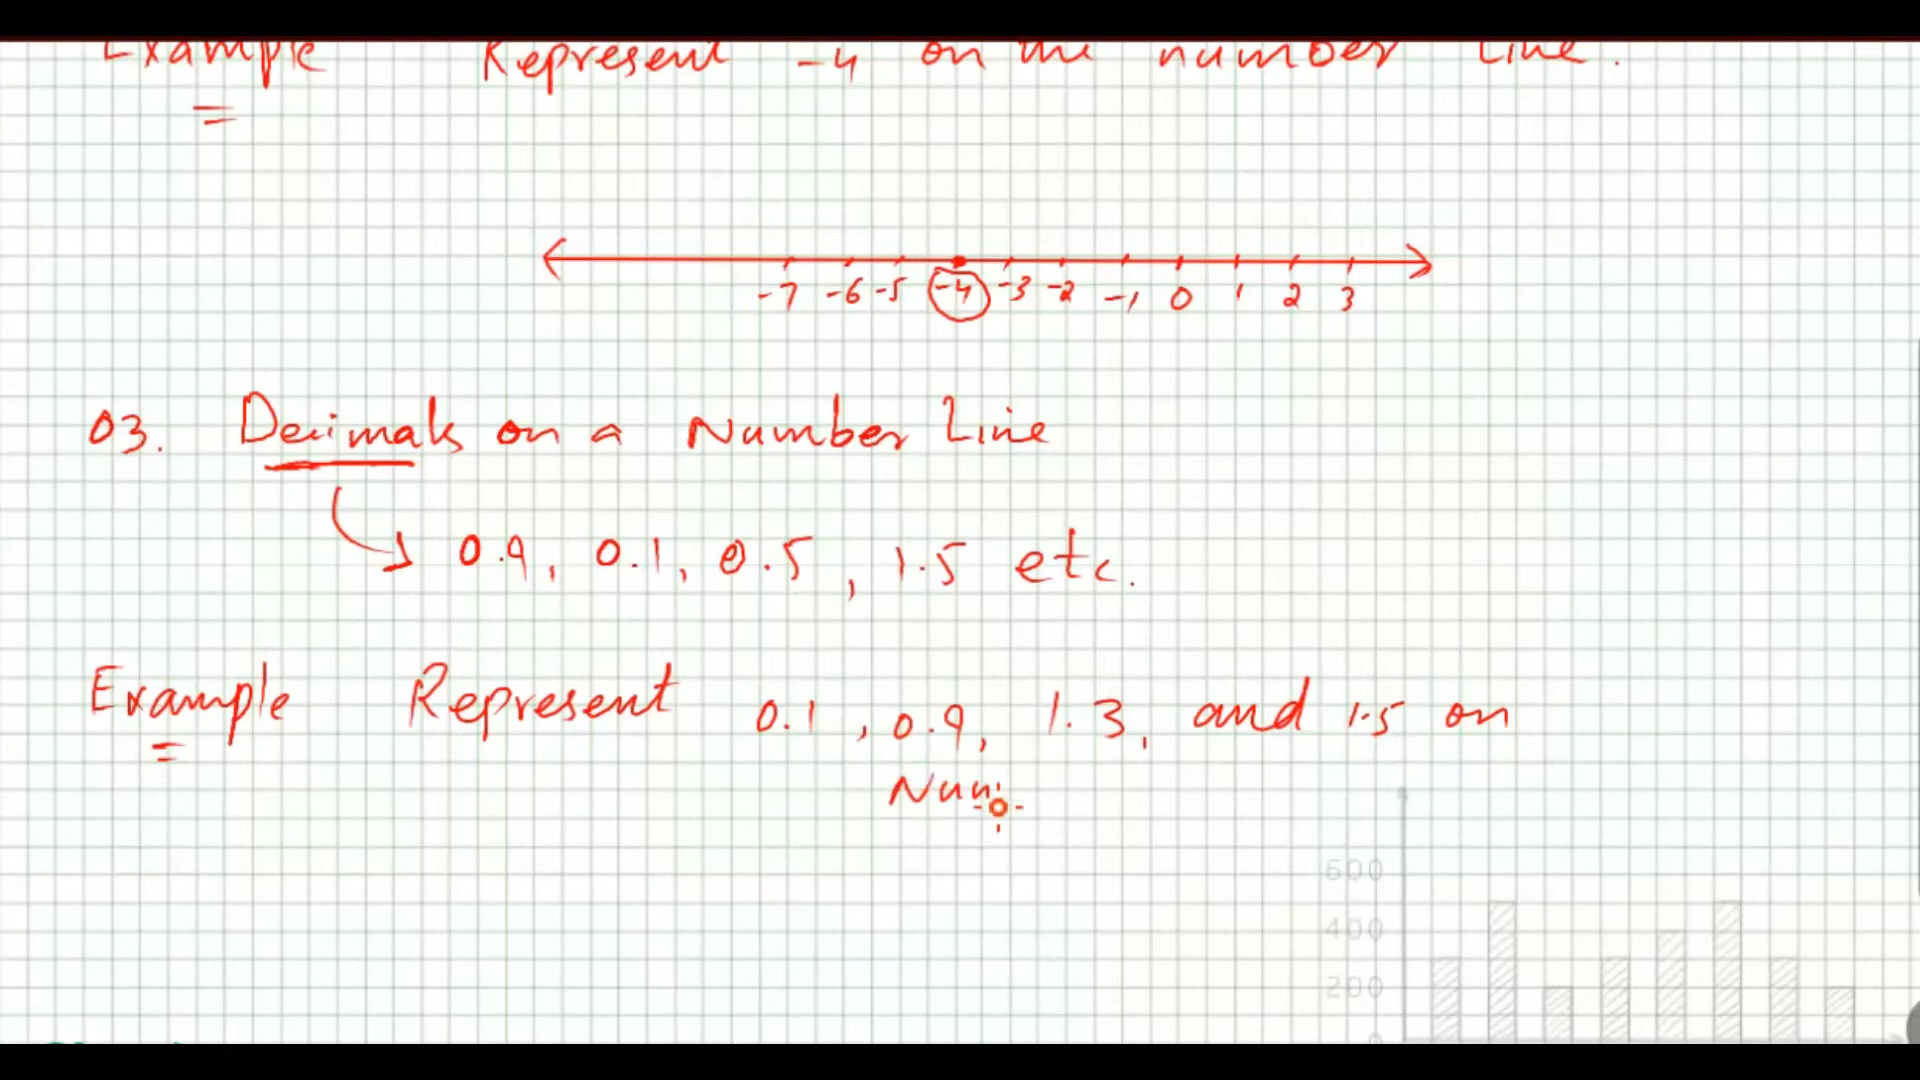 Example Represent -4 on the number line.
-7 -6 -5 -4 -3 -2 -1 0 1 2 3
03. Decimals on a Number Line
0.9, 0.1, 0.5, 1.5 etc.
Example Represent 0.1, 0.9, 1.3, and 1.5 on
Num
600
400
200
0